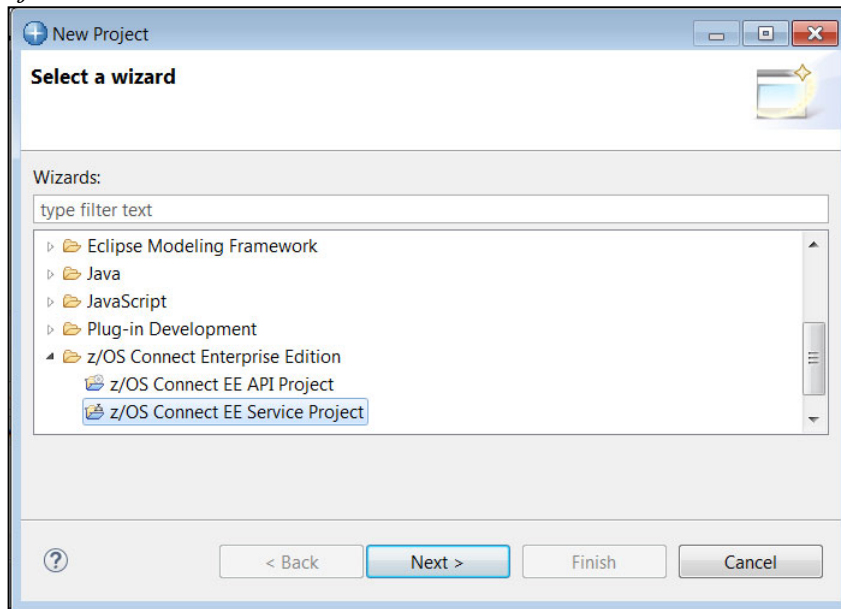 New Project
Select a wizard
Wizards:
type filter text
Eclipse Modeling Framework
Java
JavaScript
Plug-in Development
z/OS Connect Enterprise Edition
z/OS Connect EE API Project
z/OS Connect EE Service Project
? < Back Next > Finish Cancel